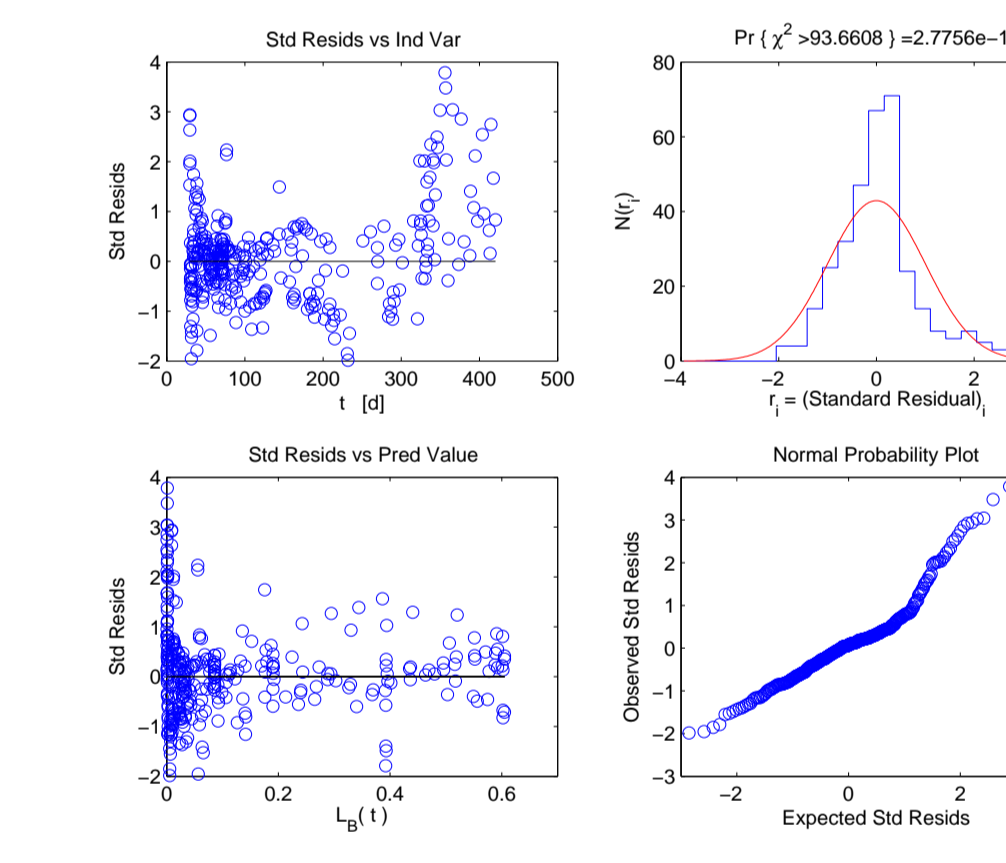 Std Resids vs Ind Var
4
3
2
1
0
−1
−2
Std Resids
0 100 200 300 400 500
t [d]
Pr { χ² >93.6608 } =2.7756e−1
80
60
40
20
0
N(r_i)
−4 −2 0 2
r_i = (Standard Residual)_i
Std Resids vs Pred Value
4
3
2
1
0
−1
−2
Std Resids
0 0.2 0.4 0.6
L_B( t )
Normal Probability Plot
4
3
2
1
0
−1
−2
−3
Observed Std Resids
−2 0 2
Expected Std Resids